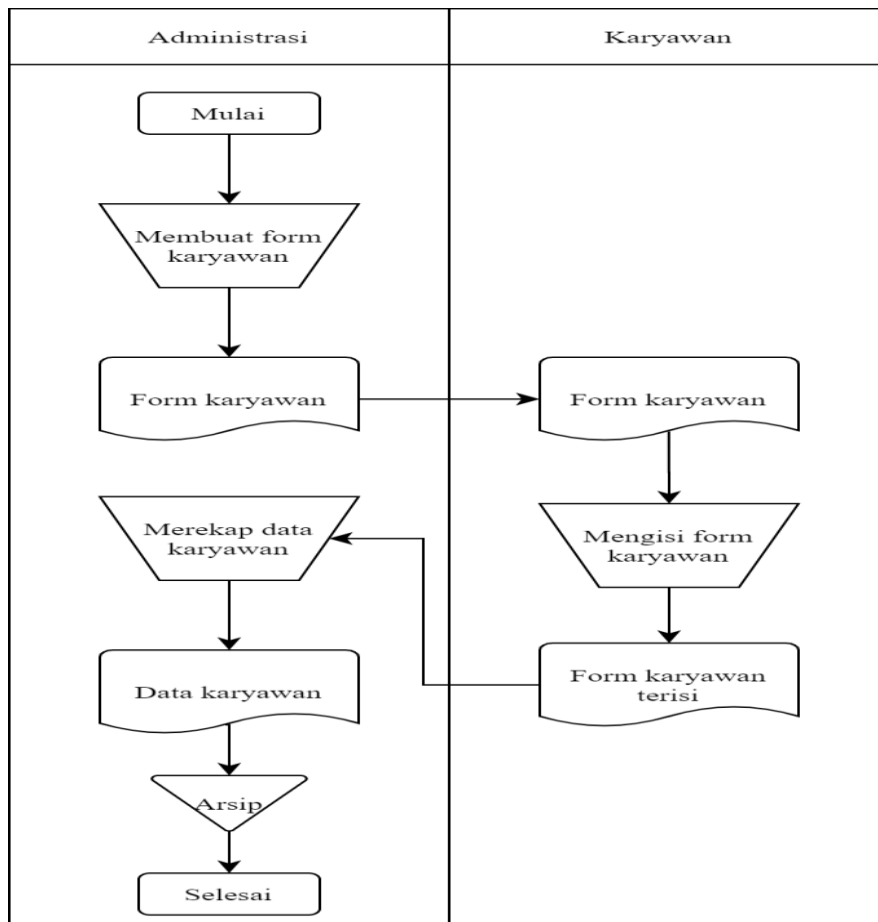 Administrasi
Karyawan
Mulai
Membuat form
karyawan
Form karyawan
Form karyawan
Mengisi form
karyawan
Form karyawan
terisi
Merekap data
karyawan
Data karyawan
Arsip
Selesai